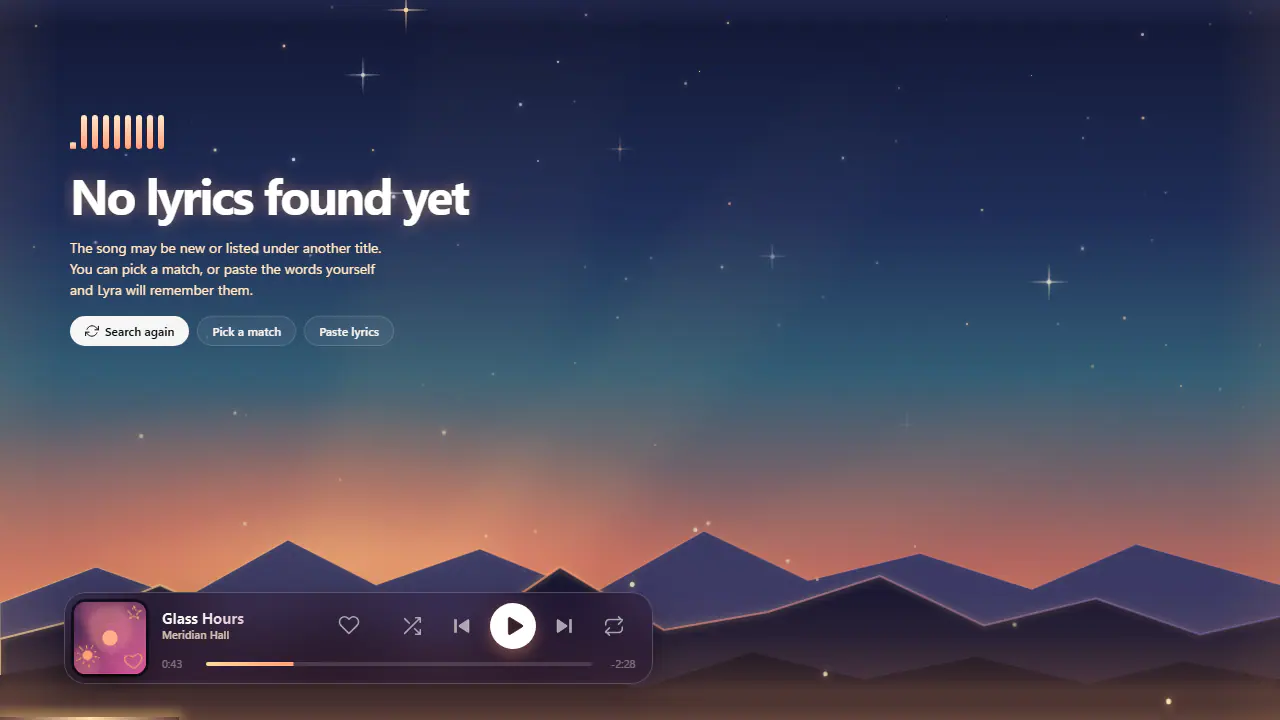 No lyrics found yet
The song may be new or listed under another title.
You can pick a match, or paste the words yourself
and Lyra will remember them.
Search again
Pick a match
Paste lyrics
Glass Hours
Meridian Hall
0:43
-2:28